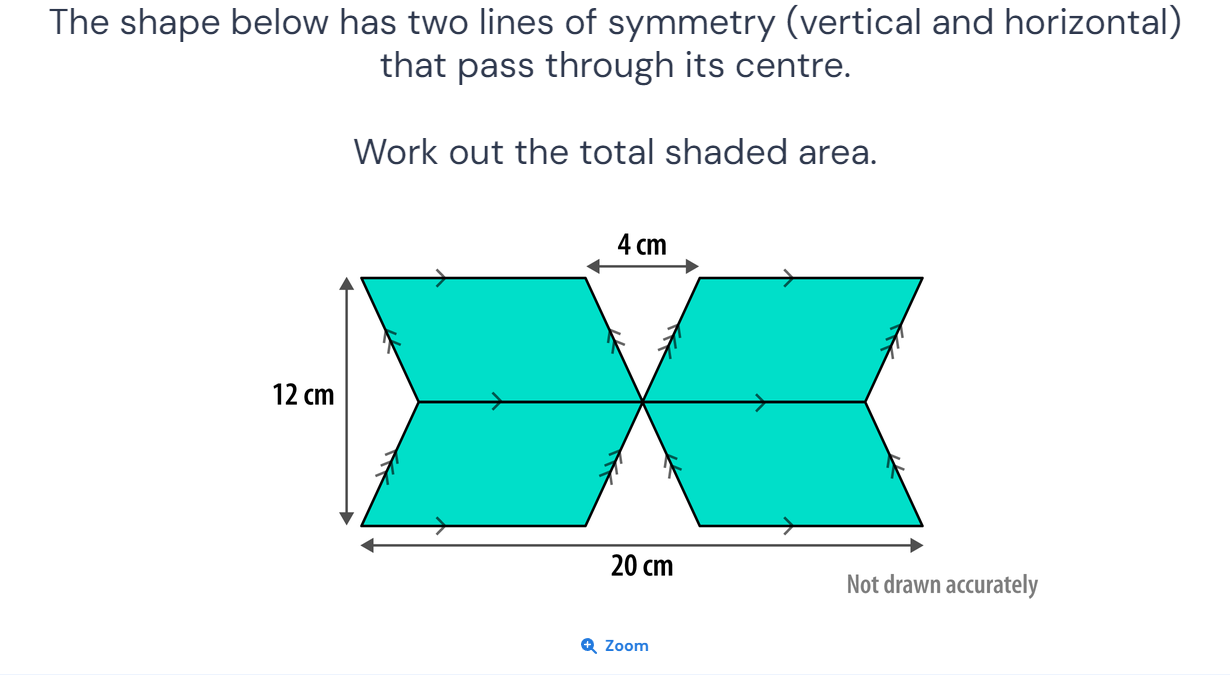 The shape below has two lines of symmetry (vertical and horizontal)
that pass through its centre.
Work out the total shaded area.
4 cm
12 cm
20 cm
Not drawn accurately
Zoom